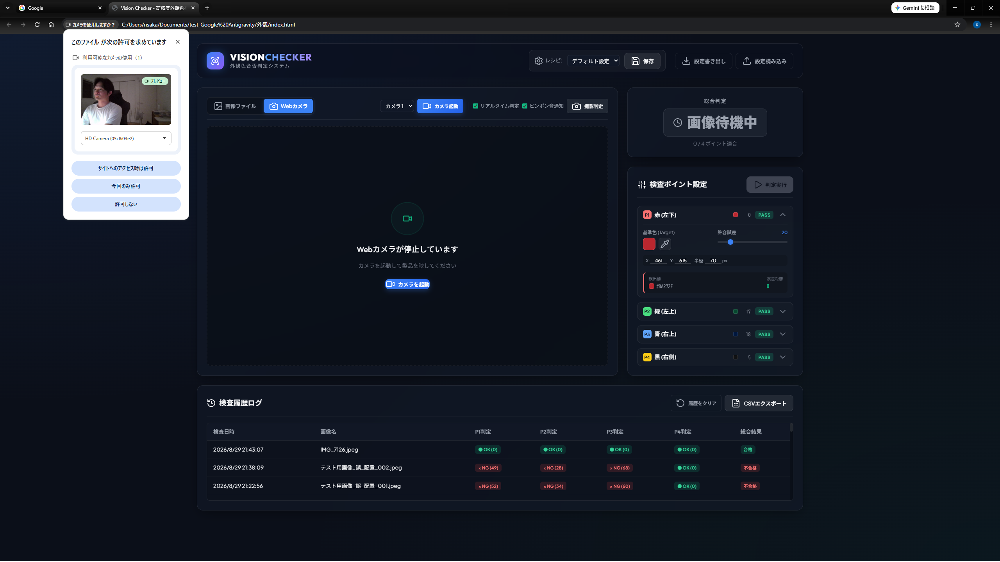 Google
Vision Checker - 高精度外観色
Gemini に相談
カメラを使用しますか？
C:/Users/nsaka/Documents/test_Google%20Antigravity/外観/index.html
S
このファイル が次の許可を求めています
利用可能なカメラの使用（1）
プレビュー
HD Camera (05c8:03e2)
サイトへのアクセス時は許可
今回のみ許可
許可しない
VISIONCHECKER
外観色合否判定システム
レシピ:
デフォルト設定
保存
設定書き出し
設定読み込み
画像ファイル
Webカメラ
カメラ 1
カメラ起動
リアルタイム判定
ピンポン音通知
撮影判定
Webカメラが停止しています
カメラを起動して製品を映してください
カメラを起動
総合判定
画像待機中
0 / 4 ポイント適合
検査ポイント設定
判定実行
P1 赤 (左下) 0 PASS
基準色 (Target)
許容誤差 20
X: 461 Y: 615 半径: 70 px
検出値 誤差距離
#BA272F 0
P2 緑 (左上) 17 PASS
P3 青 (右上) 18 PASS
P4 黒 (右側) 5 PASS
検査履歴ログ
履歴をクリア
CSVエクスポート
検査日時 画像名 P1判定 P2判定 P3判定 P4判定 総合結果
2026/8/29 21:43:07 IMG_7126.jpeg ● OK (0) ● OK (0) ● OK (0) ● OK (0) 合格
2026/8/29 21:38:09 テスト用画像_誤_配置_002.jpeg × NG (49) × NG (28) × NG (68) ● OK (0) 不合格
2026/8/29 21:22:56 テスト用画像_誤_配置_001.jpeg × NG (52) × NG (34) × NG (60) ● OK (0) 不合格